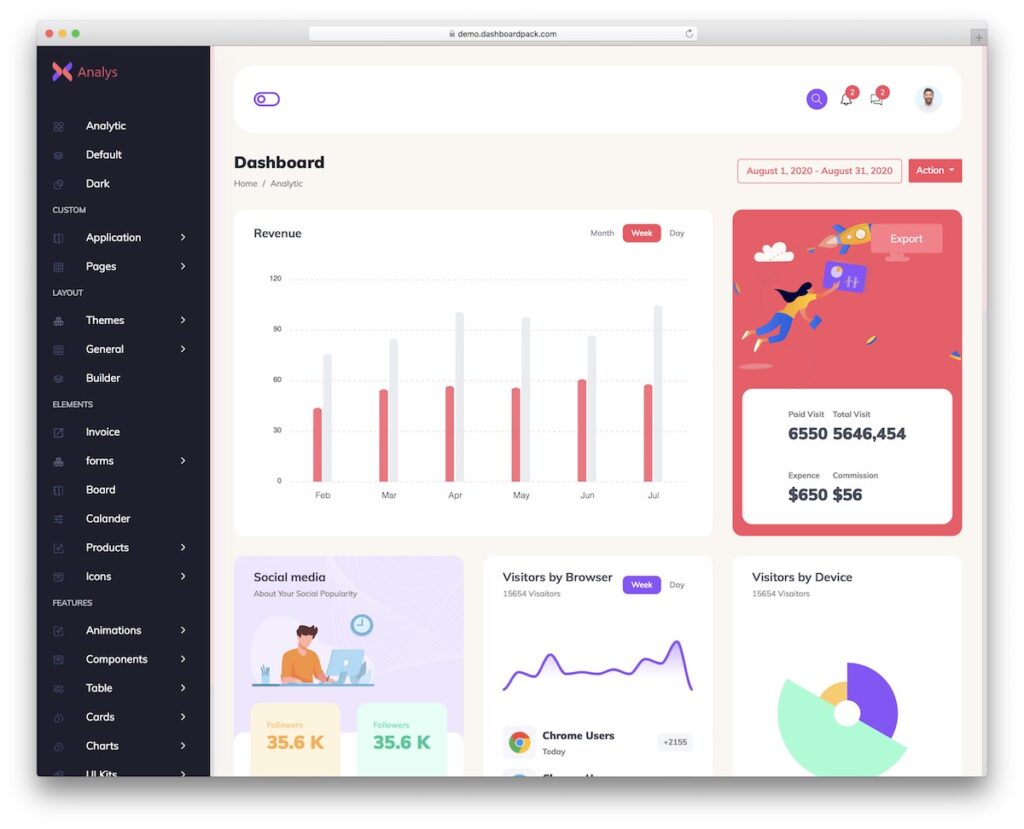 demo.dashboardpack.com
Analys
Analytic
Default
Dark
CUSTOM
Application
Pages
LAYOUT
Themes
General
Builder
ELEMENTS
Invoice
forms
Board
Calander
Products
Icons
FEATURES
Animations
Components
Table
Cards
Charts
UI Kits
2
2
Dashboard
Home / Analytic
August 1, 2020 - August 31, 2020
Action
Revenue
Month Week Day
120
90
60
30
0
Feb Mar Apr May Jun Jul
Export
Paid Visit Total Visit
6550 5646,454
Expence Commission
$650 $56
Social media
About Your Social Popularity
Followers
35.6 K
Followers
35.6 K
Visitors by Browser
15654 Visaitors
Week Day
Chrome Users
Today
+2155
Visitors by Device
15654 Visaitors